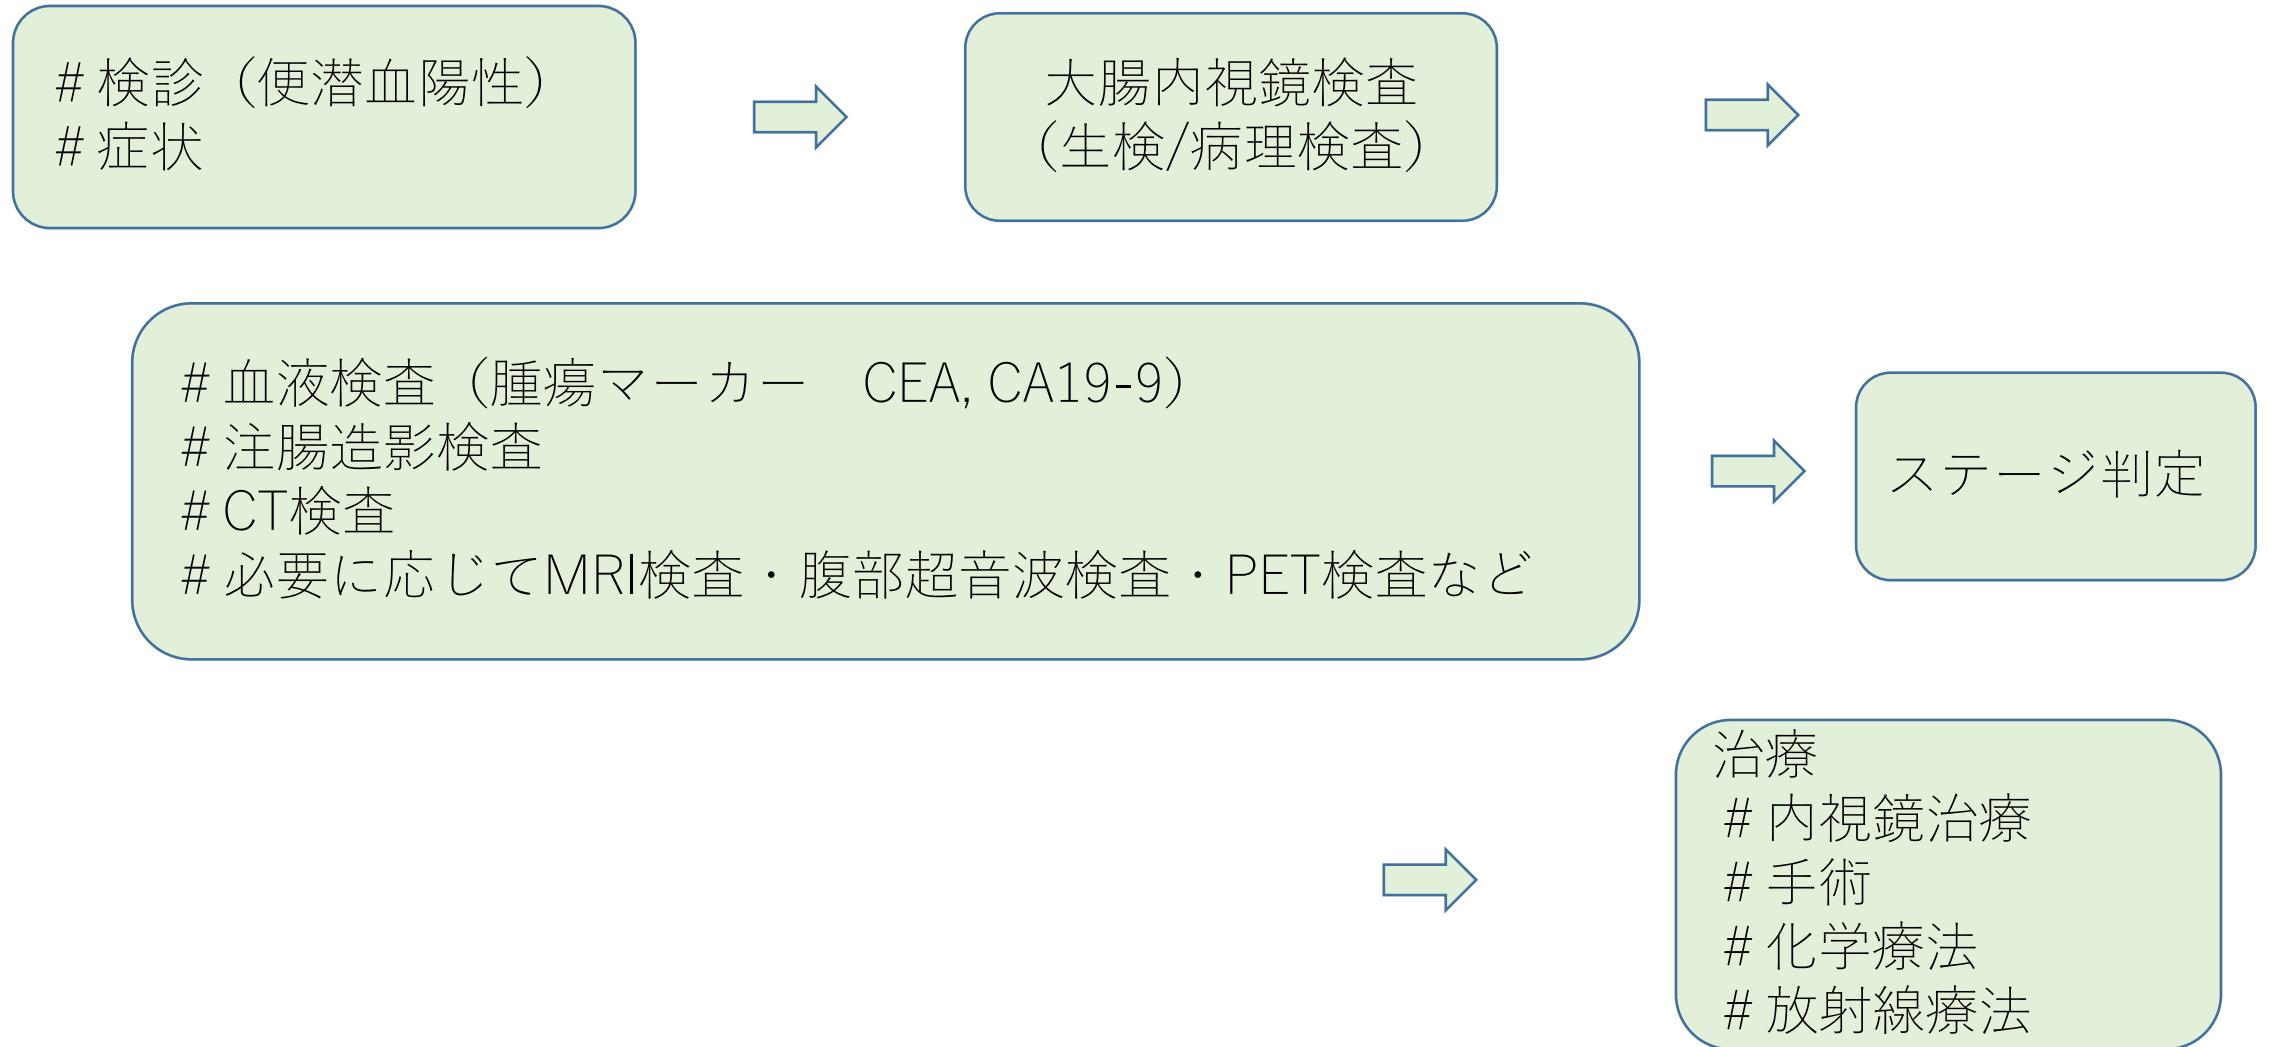 # 検診（便潜血陽性）
# 症状
大腸内視鏡検査
（生検/病理検査）
# 血液検査（腫瘍マーカー　CEA, CA19-9）
# 注腸造影検査
# CT検査
# 必要に応じてMRI検査・腹部超音波検査・PET検査など
ステージ判定
治療
# 内視鏡治療
# 手術
# 化学療法
# 放射線療法